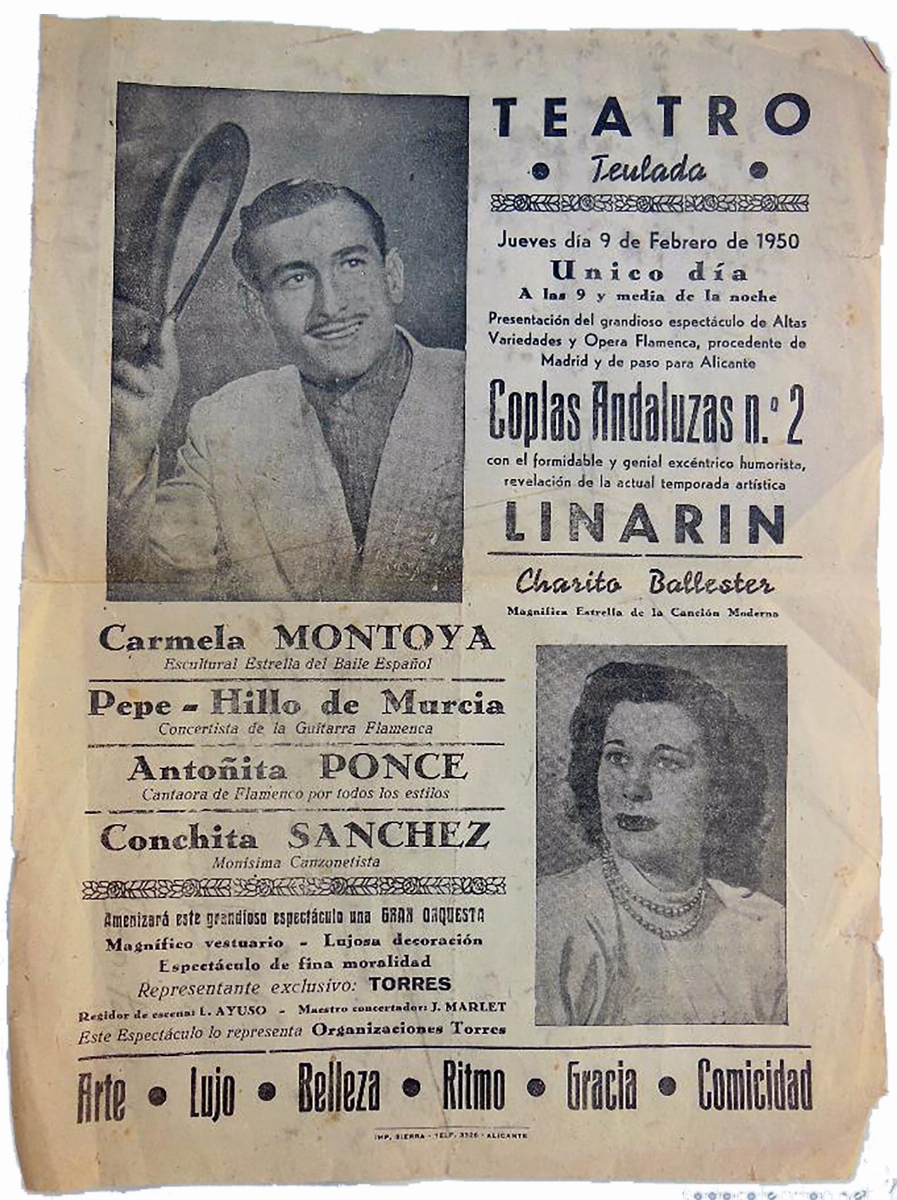 TEATRO
• Teulada •
Jueves día 9 de Febrero de 1950
Unico día
A las 9 y media de la noche
Presentación del grandioso espectáculo de Altas
Variedades y Opera Flamenca, procedente de
Madrid y de paso para Alicante
Coplas Andaluzas n.º 2
con el formidable y genial excéntrico humorista,
revelación de la actual temporada artística
LINARIN
Charito Ballester
Magnífica Estrella de la Canción Moderna
Carmela MONTOYA
Escultural Estrella del Baile Español
Pepe - Hillo de Murcia
Concertista de la Guitarra Flamenca
Antoñita PONCE
Cantaora de Flamenco por todos los estilos
Conchita SANCHEZ
Monísima Canzonetista
Amenizará este grandioso espectáculo una GRAN ORQUESTA
Magnífico vestuario - Lujosa decoración
Espectáculo de fina moralidad
Representante exclusivo: TORRES
Regidor de escena: L. AYUSO - Maestro concertador: J. MARLET
Este Espectáculo lo representa Organizaciones Torres
Arte • Lujo • Belleza • Ritmo • Gracia • Comicidad
IMP. SIERRA - TELF. 3326 - ALICANTE